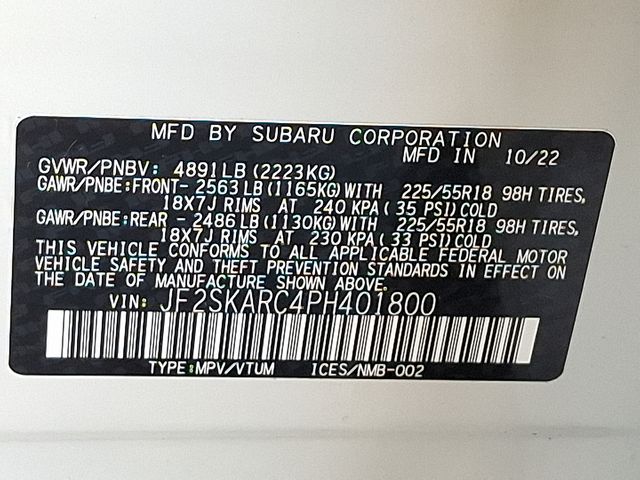 MFD BY SUBARU CORPORATION
MFD IN 10/22
GVWR/PNBV: 4891LB (2223KG)
GAWR/PNBE:FRONT- 2563 LB (1165KG) WITH 225/55R18 98H TIRES,
18X7J RIMS AT 240 KPA (35 PSI) COLD
GAWR/PNBE:REAR - 2486 LB (1130KG) WITH 225/55R18 98H TIRES,
18X7J RIMS AT 230 KPA (33 PSI) COLD
THIS VEHICLE CONFORMS TO ALL APPLICABLE FEDERAL MOTOR
VEHICLE SAFETY AND THEFT PREVENTION STANDARDS IN EFFECT ON
THE DATE OF MANUFACTURE SHOWN ABOVE.
VIN: JF2SKARC4PH401800
TYPE:MPV/VTUM ICES/NMB-002